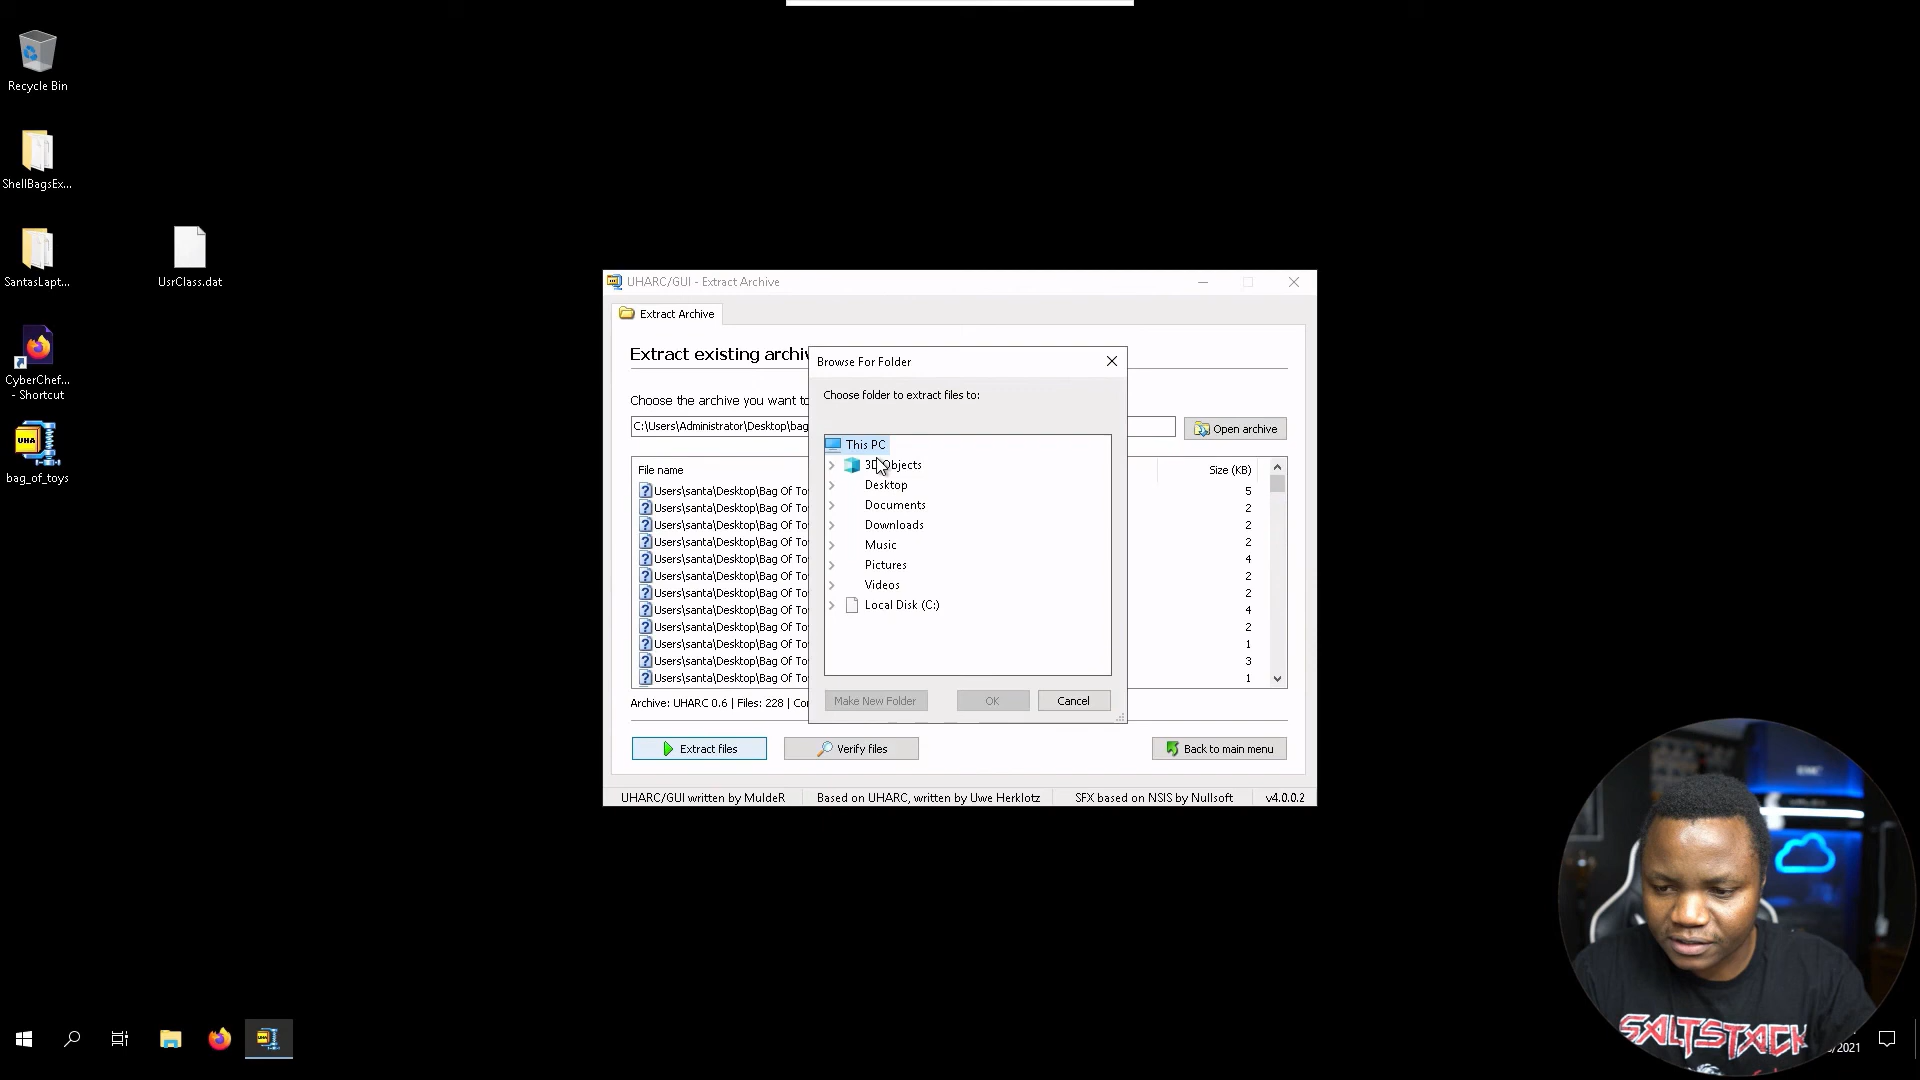 Recycle Bin
ShellBagsEx...
SantasLapt...
UsrClass.dat
CyberChef...
- Shortcut
UHA
bag_of_toys
UHARC/GUI - Extract Archive
Extract Archive
Extract existing archiv
Choose the archive you want to
C:\Users\Administrator\Desktop\bag
Open archive
File name
Size (KB)
Users\santa\Desktop\Bag Of To
5
Users\santa\Desktop\Bag Of To
2
Users\santa\Desktop\Bag Of To
2
Users\santa\Desktop\Bag Of To
2
Users\santa\Desktop\Bag Of To
4
Users\santa\Desktop\Bag Of To
2
Users\santa\Desktop\Bag Of To
2
Users\santa\Desktop\Bag Of To
4
Users\santa\Desktop\Bag Of To
2
Users\santa\Desktop\Bag Of To
1
Users\santa\Desktop\Bag Of To
3
Users\santa\Desktop\Bag Of To
1
Archive: UHARC 0.6 | Files: 228 | Co
Extract files
Verify files
Back to main menu
UHARC/GUI written by MuldeR
Based on UHARC, written by Uwe Herklotz
SFX based on NSIS by Nullsoft
v4.0.0.2
Browse For Folder
Choose folder to extract files to:
This PC
3D Objects
Desktop
Documents
Downloads
Music
Pictures
Videos
Local Disk (C:)
Make New Folder
OK
Cancel
SALTSTACK
/2021